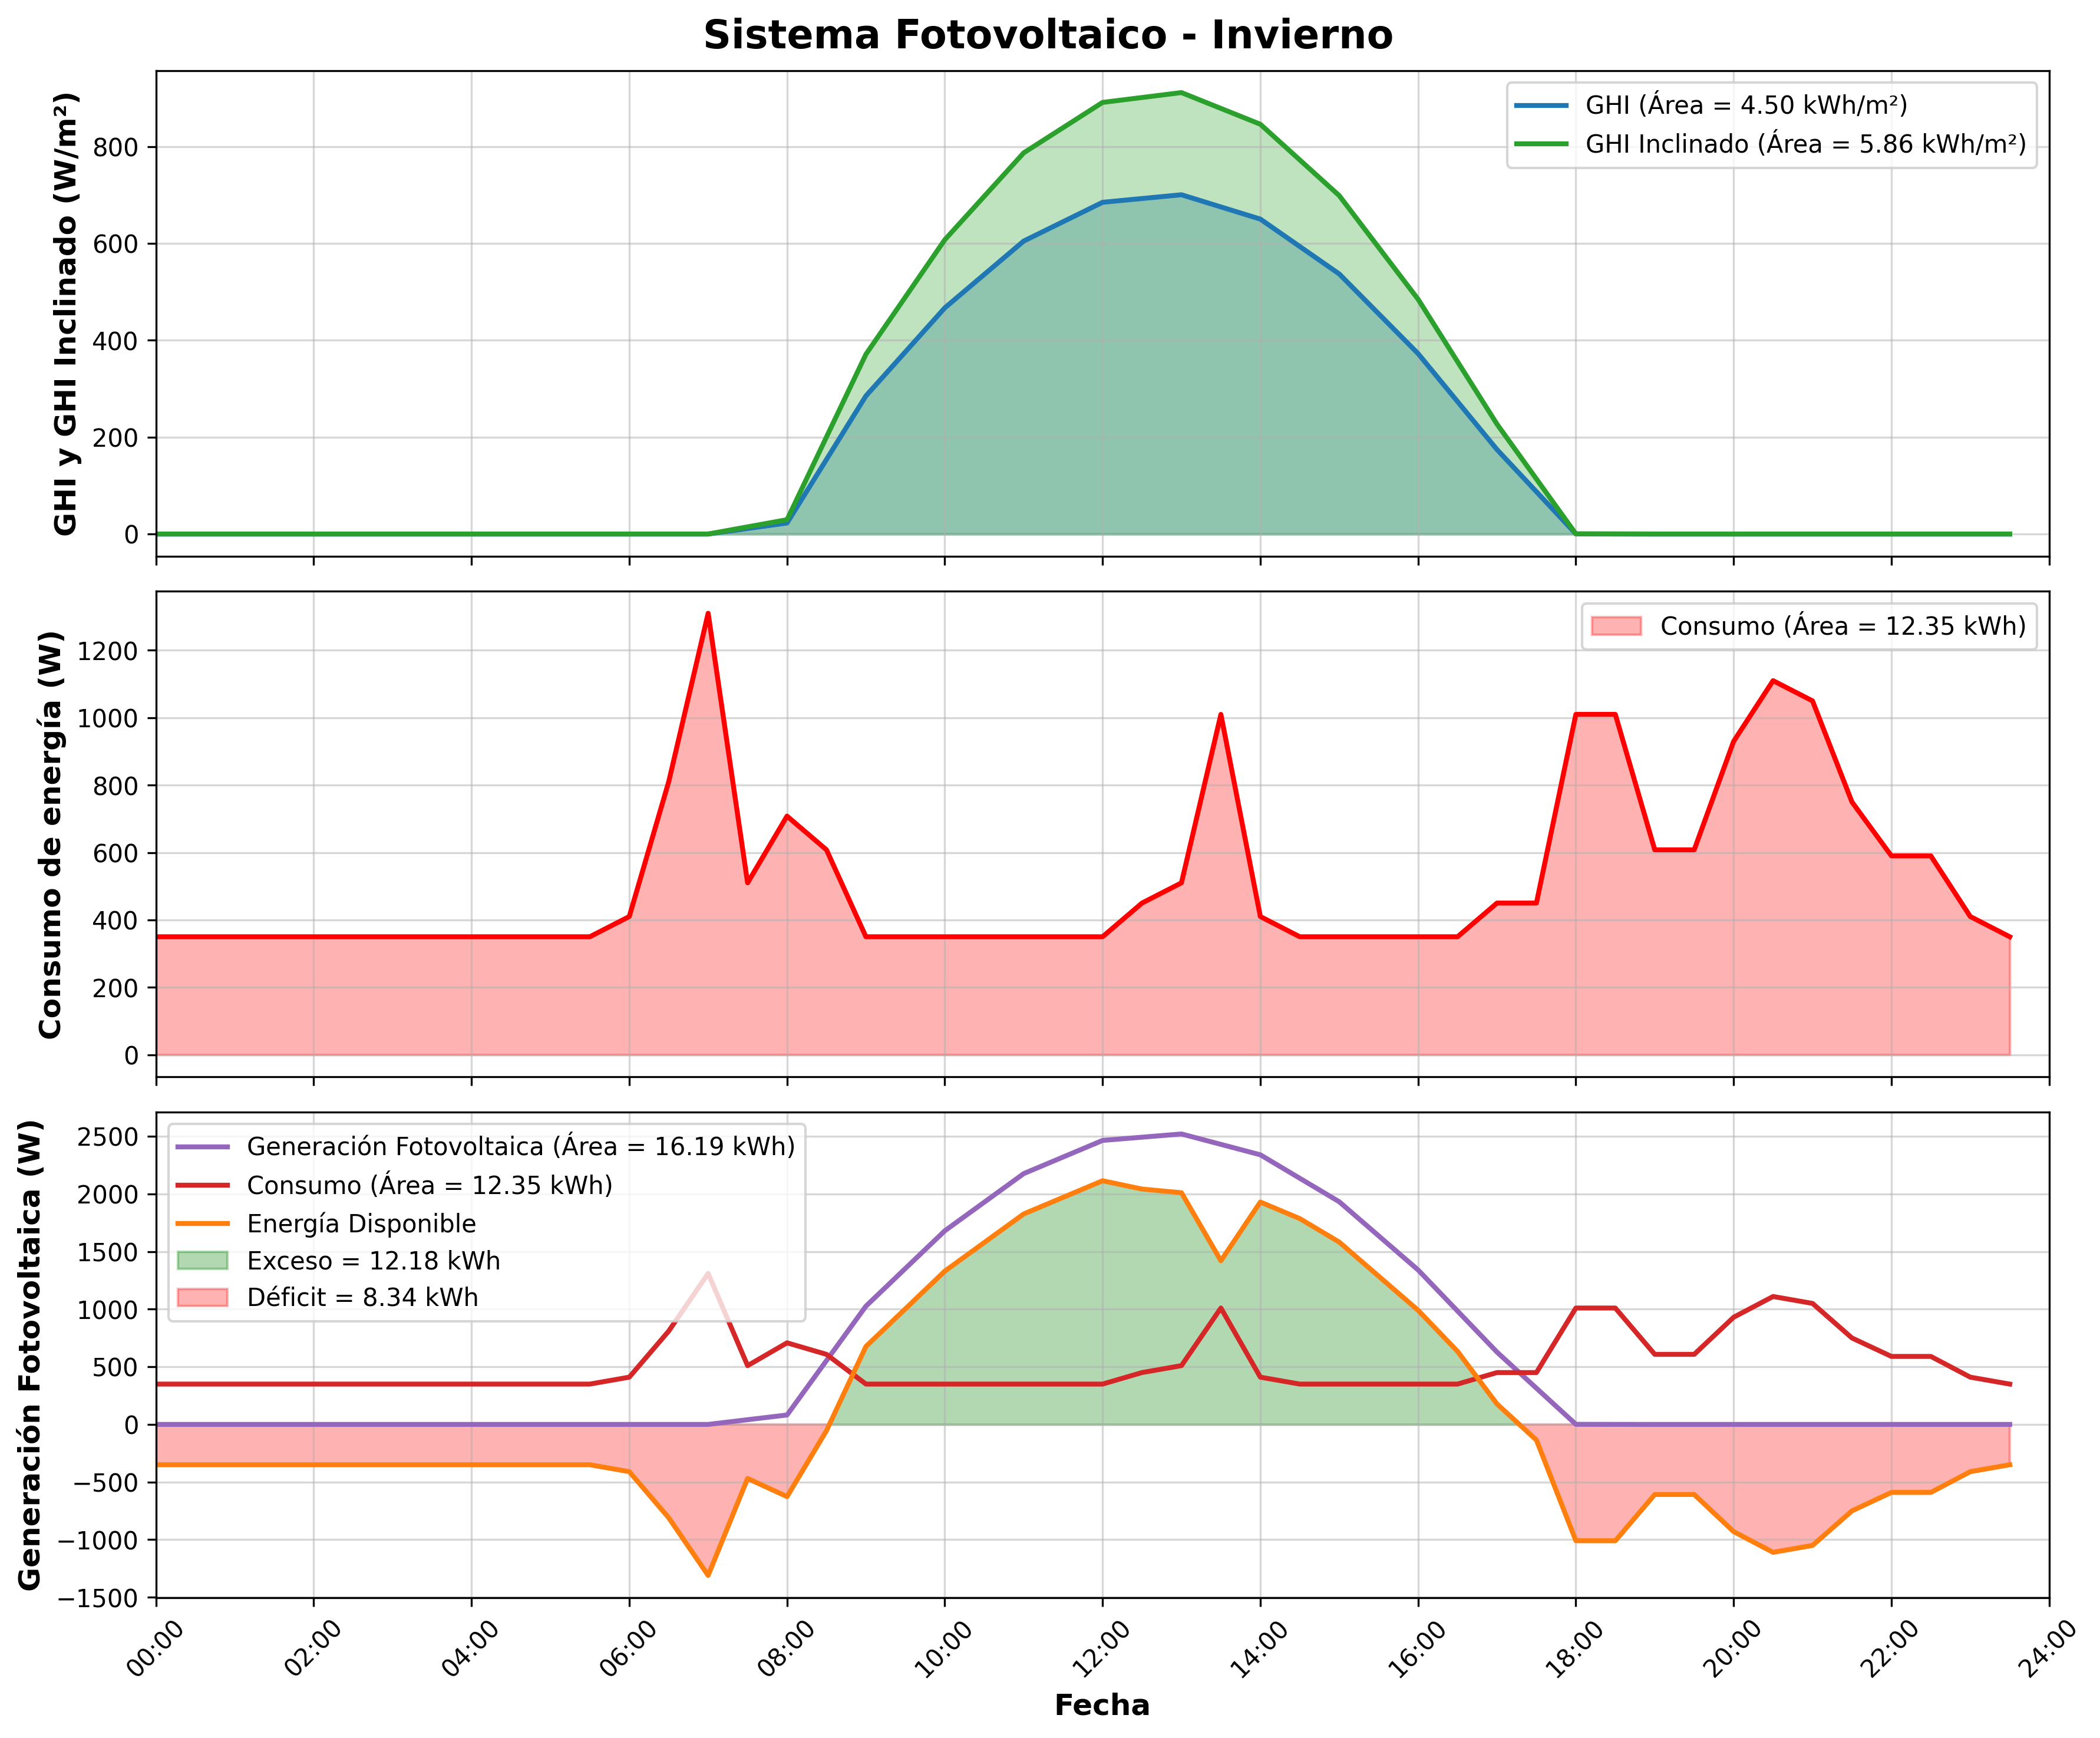 Sistema Fotovoltaico - Invierno
GHI y GHI Inclinado (W/m²)
800
600
400
200
0
GHI (Área = 4.50 kWh/m²)
GHI Inclinado (Área = 5.86 kWh/m²)
Consumo de energía (W)
1200
1000
800
600
400
200
0
Consumo (Área = 12.35 kWh)
Generación Fotovoltaica (W)
2500
2000
1500
1000
500
0
−500
−1000
−1500
Generación Fotovoltaica (Área = 16.19 kWh)
Consumo (Área = 12.35 kWh)
Energía Disponible
Exceso = 12.18 kWh
Déficit = 8.34 kWh
00:00
02:00
04:00
06:00
08:00
10:00
12:00
14:00
16:00
18:00
20:00
22:00
24:00
Fecha